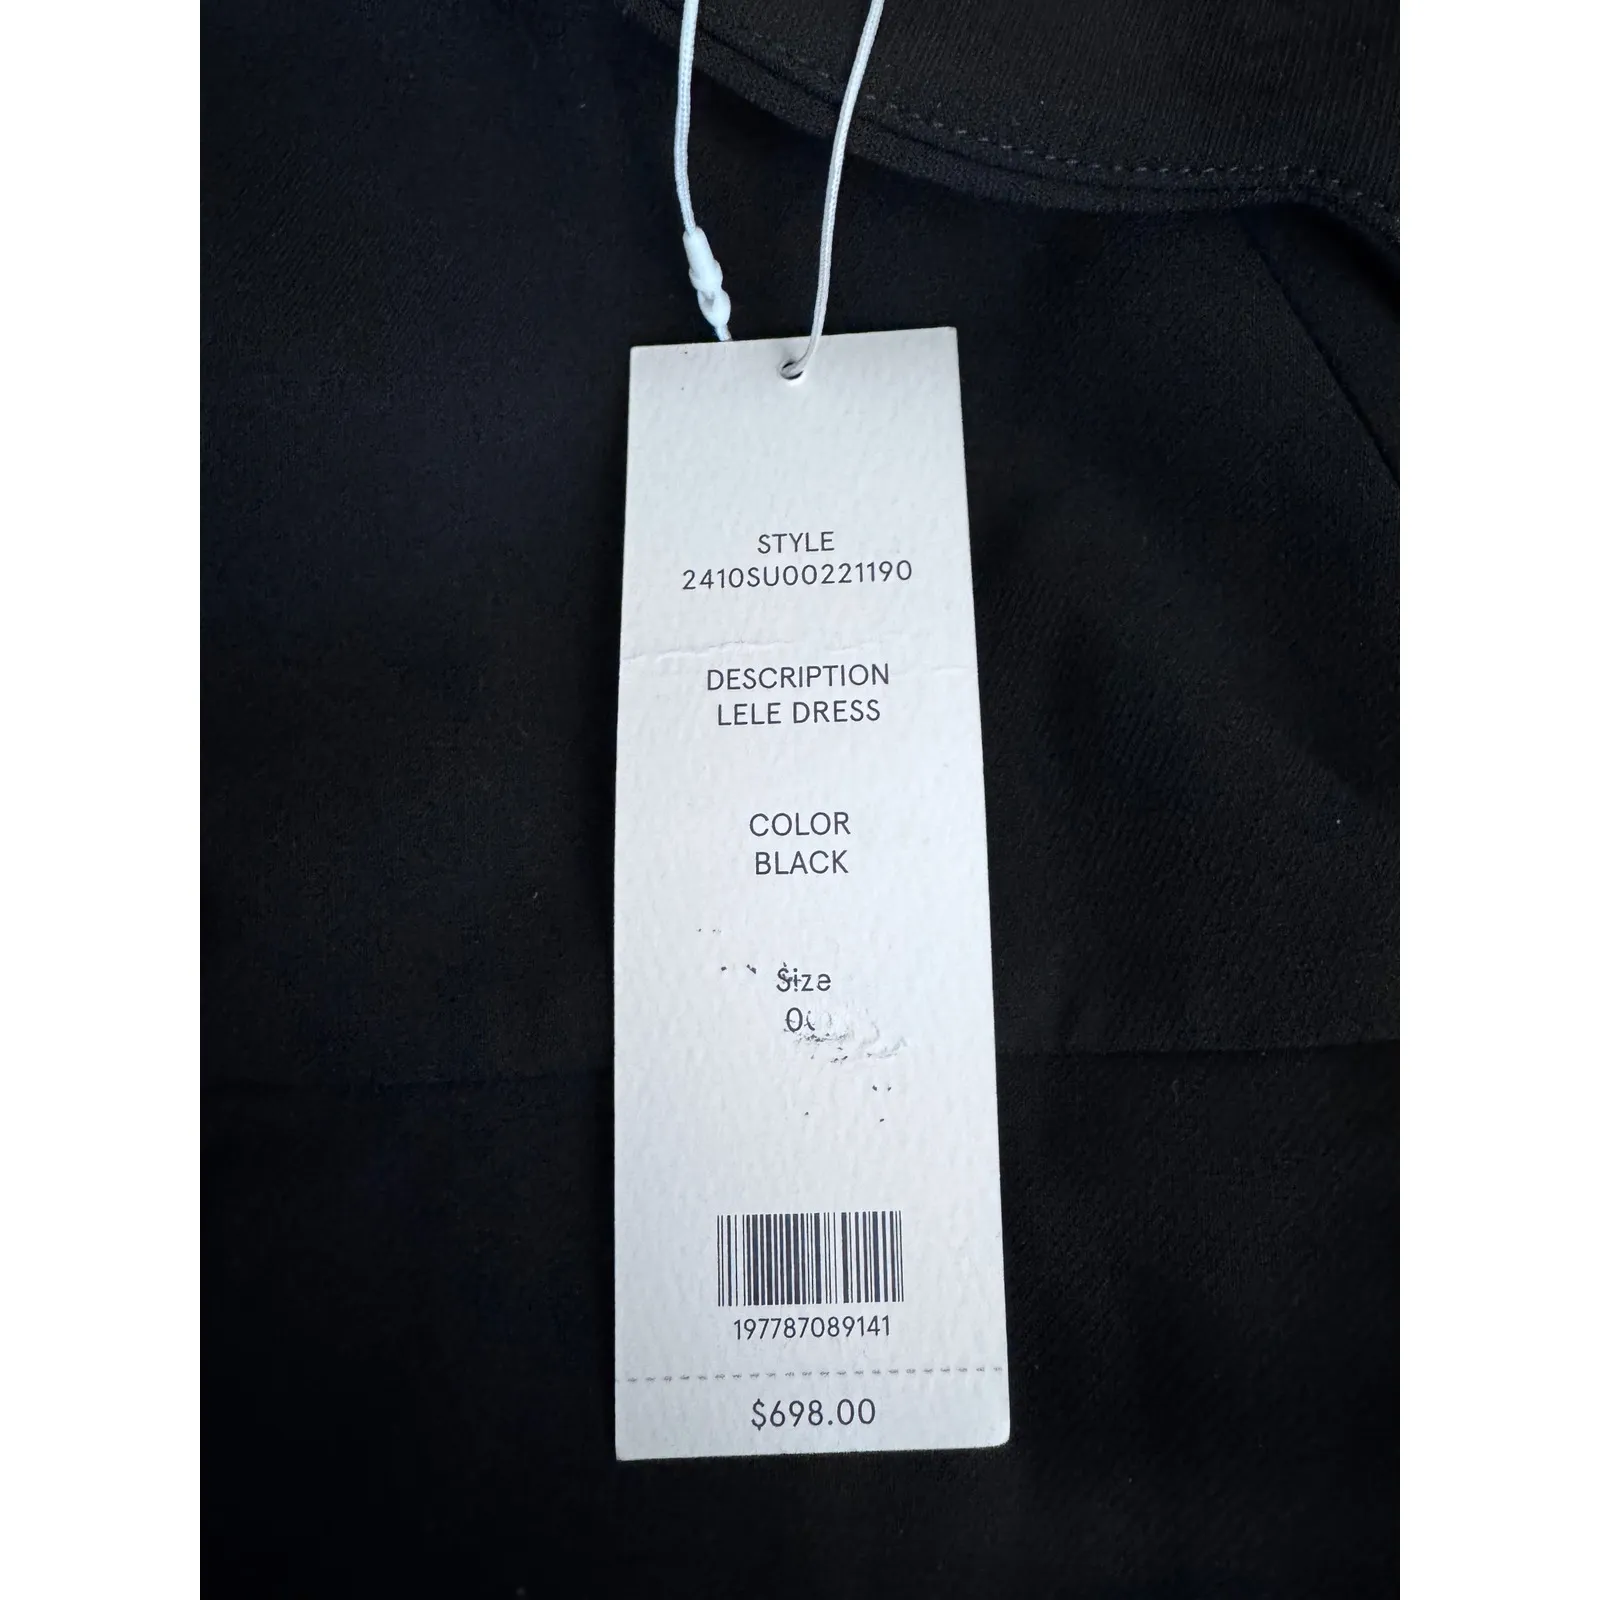 STYLE
2410SU00221190
DESCRIPTION
LELE DRESS
COLOR
BLACK
Size
197787089141
$698.00